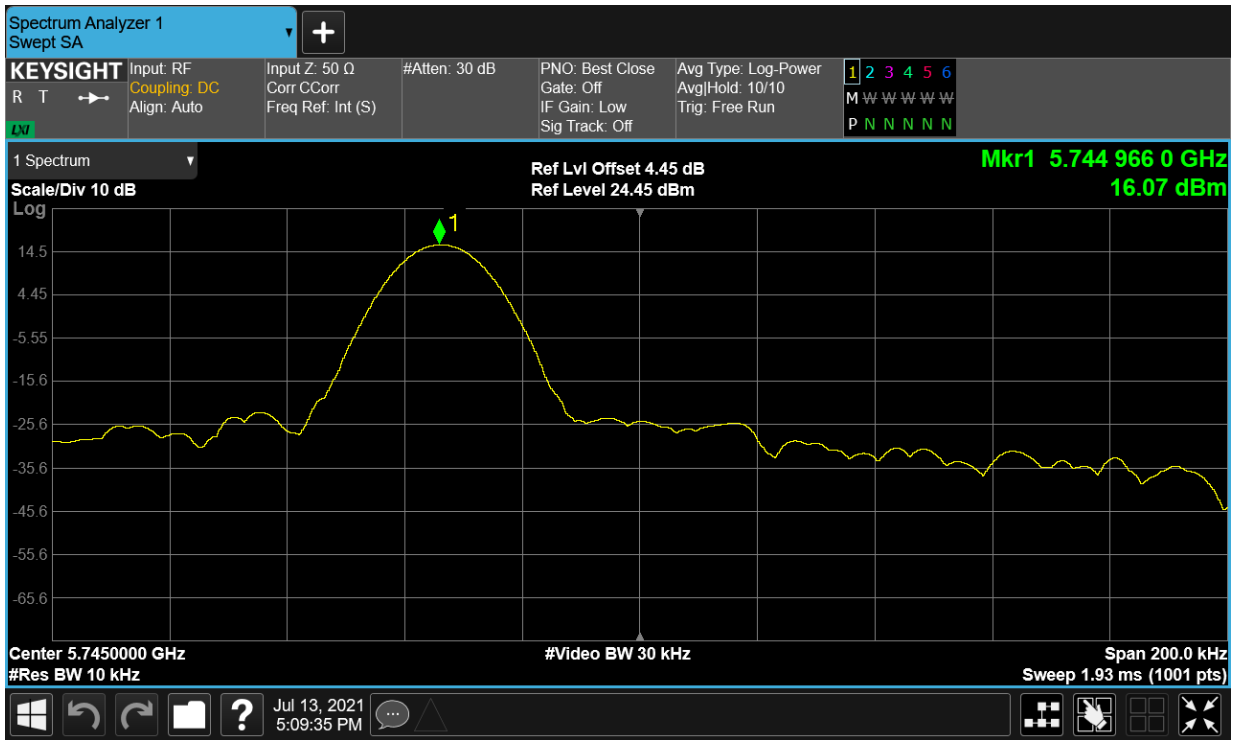 Spectrum Analyzer 1
Swept SA
KEYSIGHT
R T
LXI
Input: RF
Coupling: DC
Align: Auto
Input Z: 50 Ω
Corr CCorr
Freq Ref: Int (S)
#Atten: 30 dB
PNO: Best Close
Gate: Off
IF Gain: Low
Sig Track: Off
Avg Type: Log-Power
Avg|Hold: 10/10
Trig: Free Run
1 2 3 4 5 6
M W W W W W
P N N N N N
1 Spectrum
Scale/Div 10 dB
Log
Ref Lvl Offset 4.45 dB
Ref Level 24.45 dBm
Mkr1 5.744 966 0 GHz
16.07 dBm
1
14.5
4.45
-5.55
-15.6
-25.6
-35.6
-45.6
-55.6
-65.6
Center 5.7450000 GHz
#Res BW 10 kHz
#Video BW 30 kHz
Span 200.0 kHz
Sweep 1.93 ms (1001 pts)
?
Jul 13, 2021
5:09:35 PM